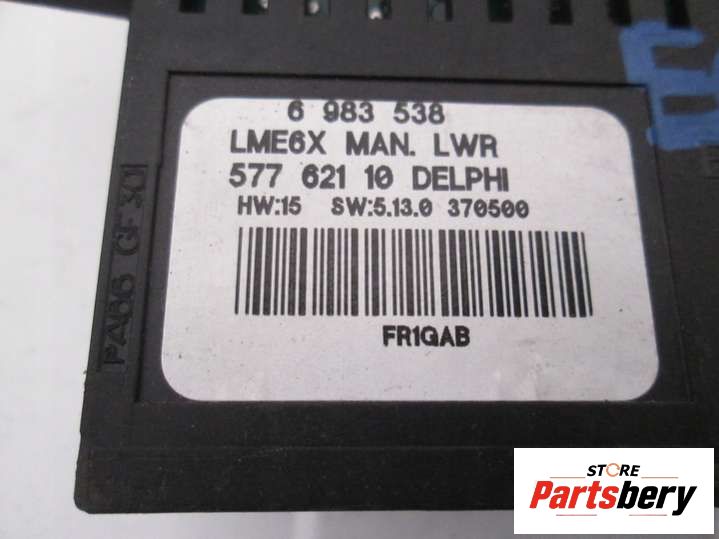 6 983 538
LME6X MAN. LWR
577 621 10 DELPHI
HW:15 SW:5.13.0 370500
FR1QAB
PA66 GF30
STORE
Partsbery